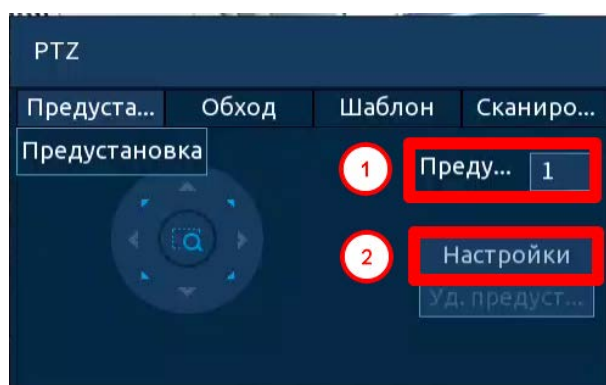 PTZ
Предуста... Обход Шаблон Сканиро...
Предустановка
1 Преду... 1
2 Настройки
Уд. предуст...